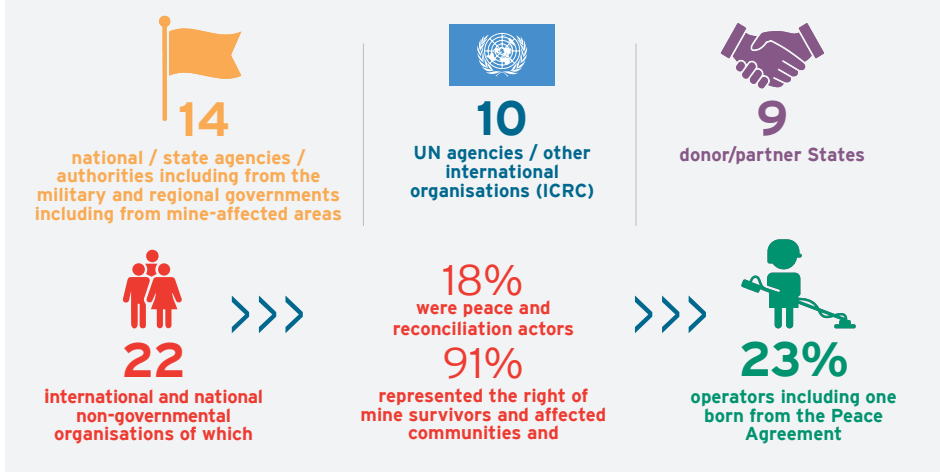 14
national / state agencies /
authorities including from the
military and regional governments
including from mine-affected areas
10
UN agencies / other
international
organisations (ICRC)
9
donor/partner States
22
international and national
non-governmental
organisations of which
18%
were peace and
reconciliation actors
91%
represented the right of
mine survivors and affected
communities and
23%
operators including one
born from the Peace
Agreement